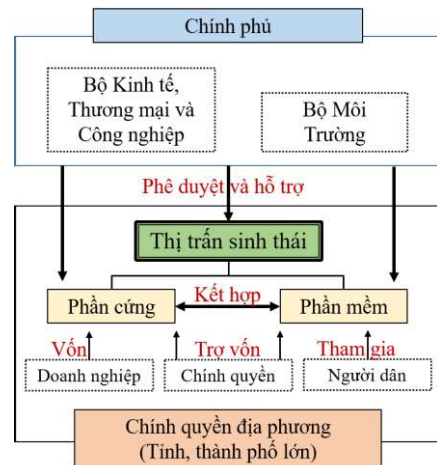 Chính phủ
Bộ Kinh tế,
Thương mại và
Công nghiệp
Bộ Môi
Trường
Phê duyệt và hỗ trợ
Thị trấn sinh thái
Phần cứng
Kết hợp
Phần mềm
Vốn
Trợ vốn
Tham gia
Doanh nghiệp
Chính quyền
Người dân
Chính quyền địa phương
(Tỉnh, thành phố lớn)